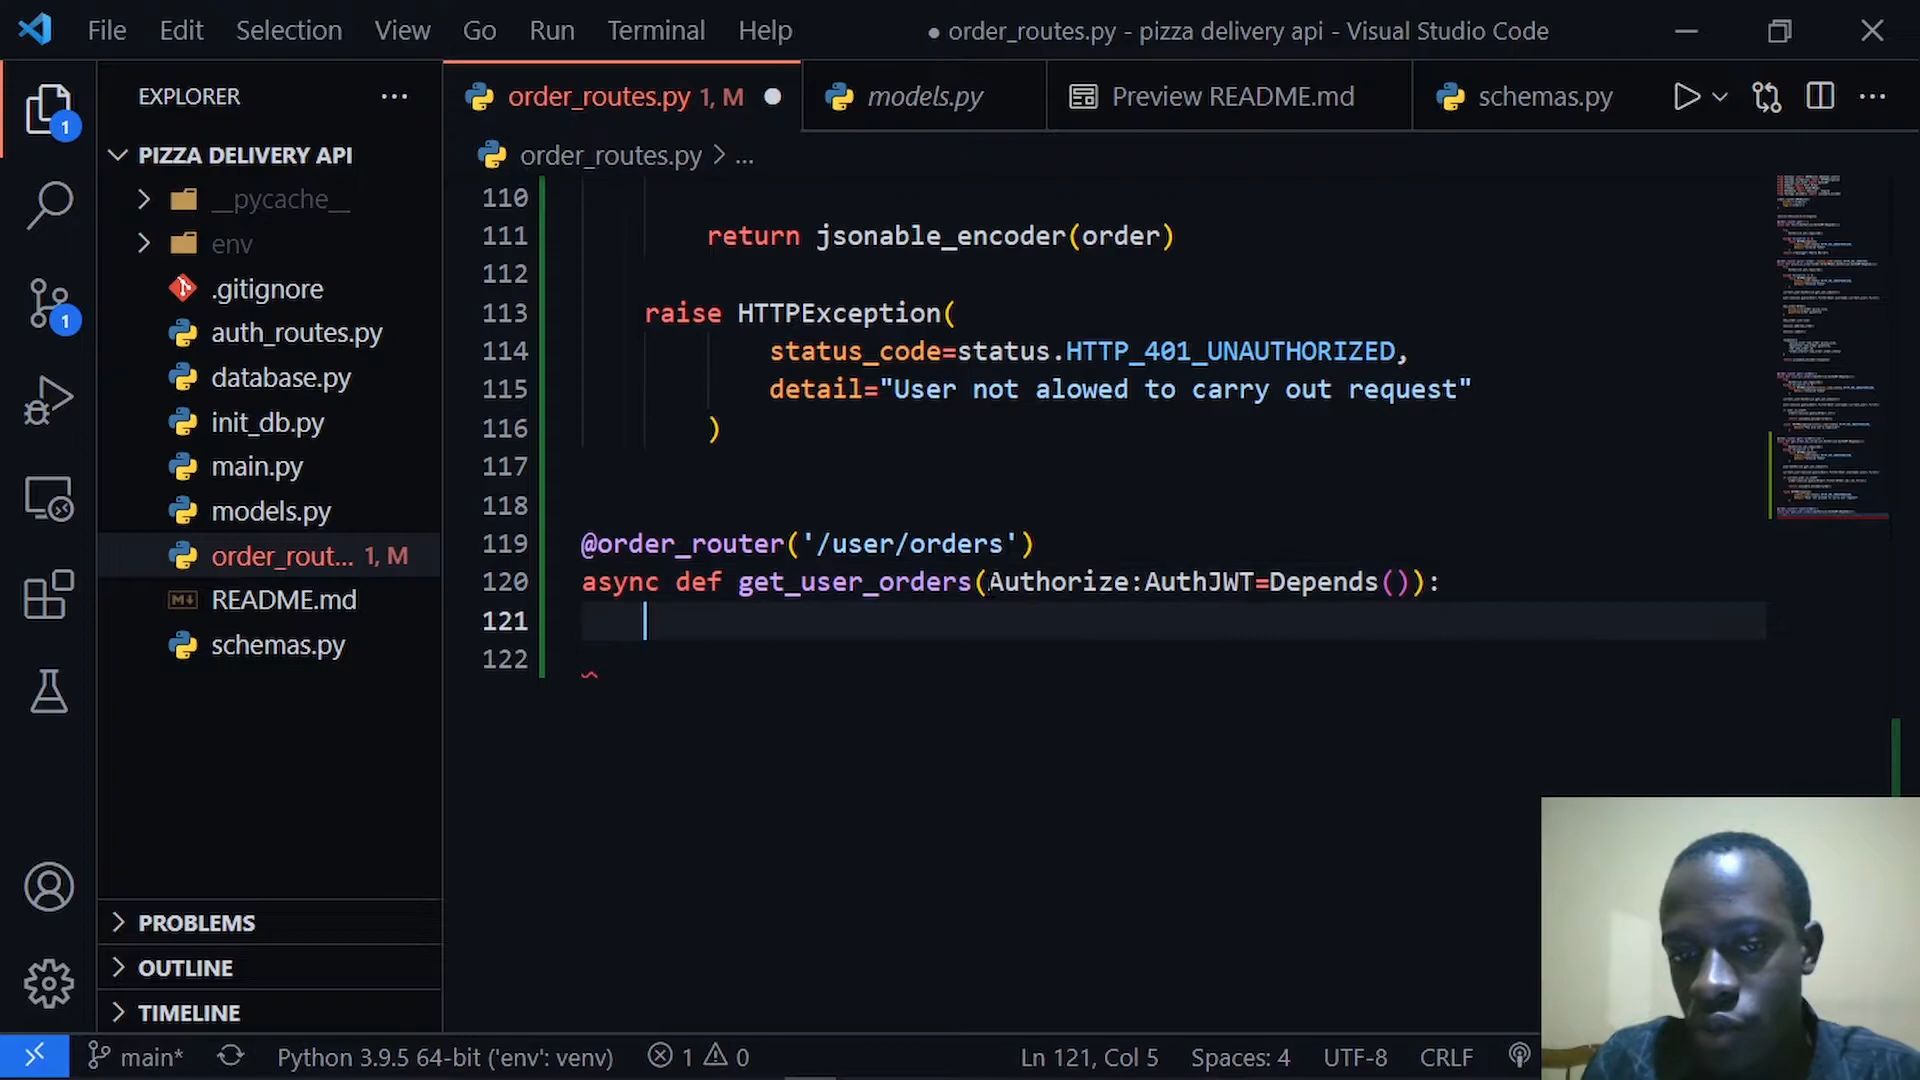 File Edit Selection View Go Run Terminal Help
● order_routes.py - pizza delivery api - Visual Studio Code
EXPLORER
order_routes.py 1, M
models.py
Preview README.md
schemas.py
PIZZA DELIVERY API
order_routes.py > ...
__pycache__
env
.gitignore
auth_routes.py
database.py
init_db.py
main.py
models.py
order_rout... 1, M
README.md
schemas.py
1
1
110
111 return jsonable_encoder(order)
112
113 raise HTTPException(
114 status_code=status.HTTP_401_UNAUTHORIZED,
115 detail="User not alowed to carry out request"
116 )
117
118
119 @order_router('/user/orders')
120 async def get_user_orders(Authorize:AuthJWT=Depends()):
121
122
PROBLEMS
OUTLINE
TIMELINE
main* Python 3.9.5 64-bit ('env': venv) 1 0 Ln 121, Col 5 Spaces: 4 UTF-8 CRLF